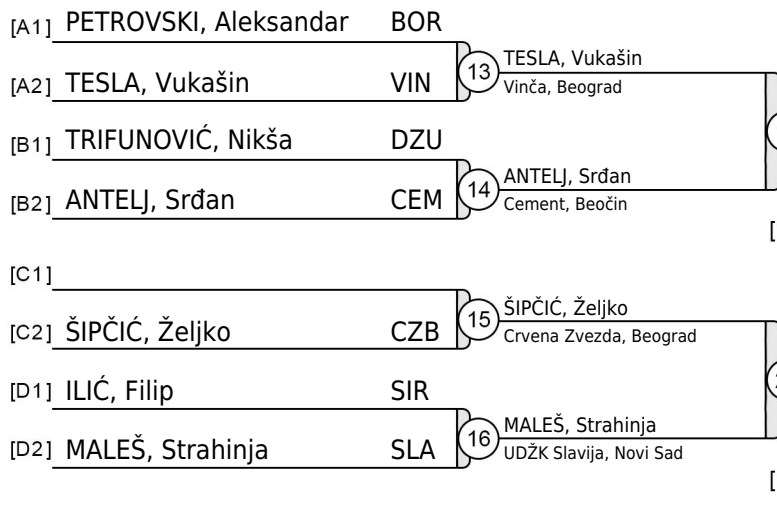 [A1] PETROVSKI, Aleksandar BOR
13 TESLA, Vukašin
[A2] TESLA, Vukašin VIN
Vinča, Beograd
[B1] TRIFUNOVIĆ, Nikša DZU
14 ANTELJ, Srđan
[B2] ANTELJ, Srđan CEM
Cement, Beočin
[
[C1]
15 ŠIPČIĆ, Željko
[C2] ŠIPČIĆ, Željko CZB
Crvena Zvezda, Beograd
[D1] ILIĆ, Filip SIR
16 MALEŠ, Strahinja
[D2] MALEŠ, Strahinja SLA
UDŽK Slavija, Novi Sad
[